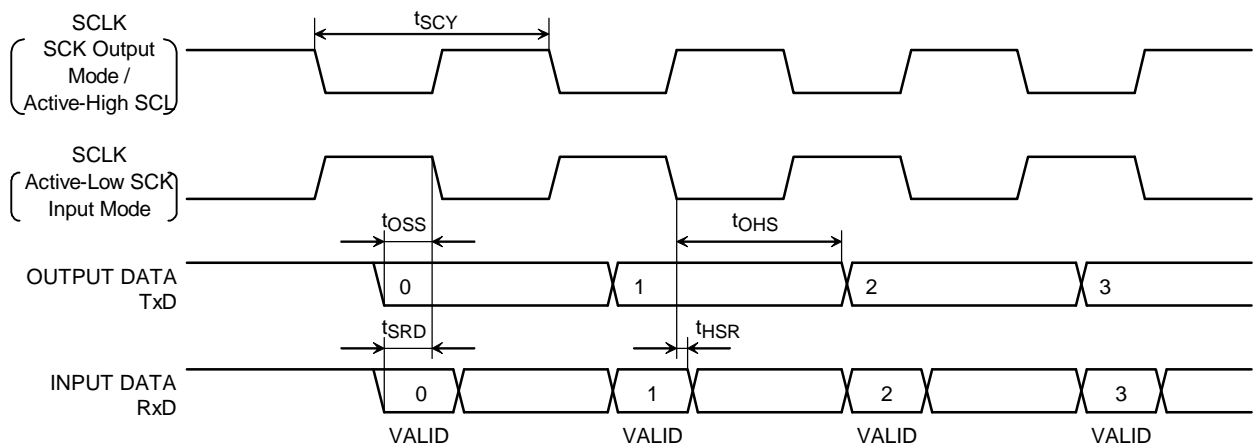 SCLK
SCK Output
Mode /
Active-High SCL
tSCY
SCLK
Active-Low SCK
Input Mode
tOSS
tOHS
OUTPUT DATA
TxD
0
1
2
3
tSRD
tHSR
INPUT DATA
RxD
0
1
2
3
VALID
VALID
VALID
VALID